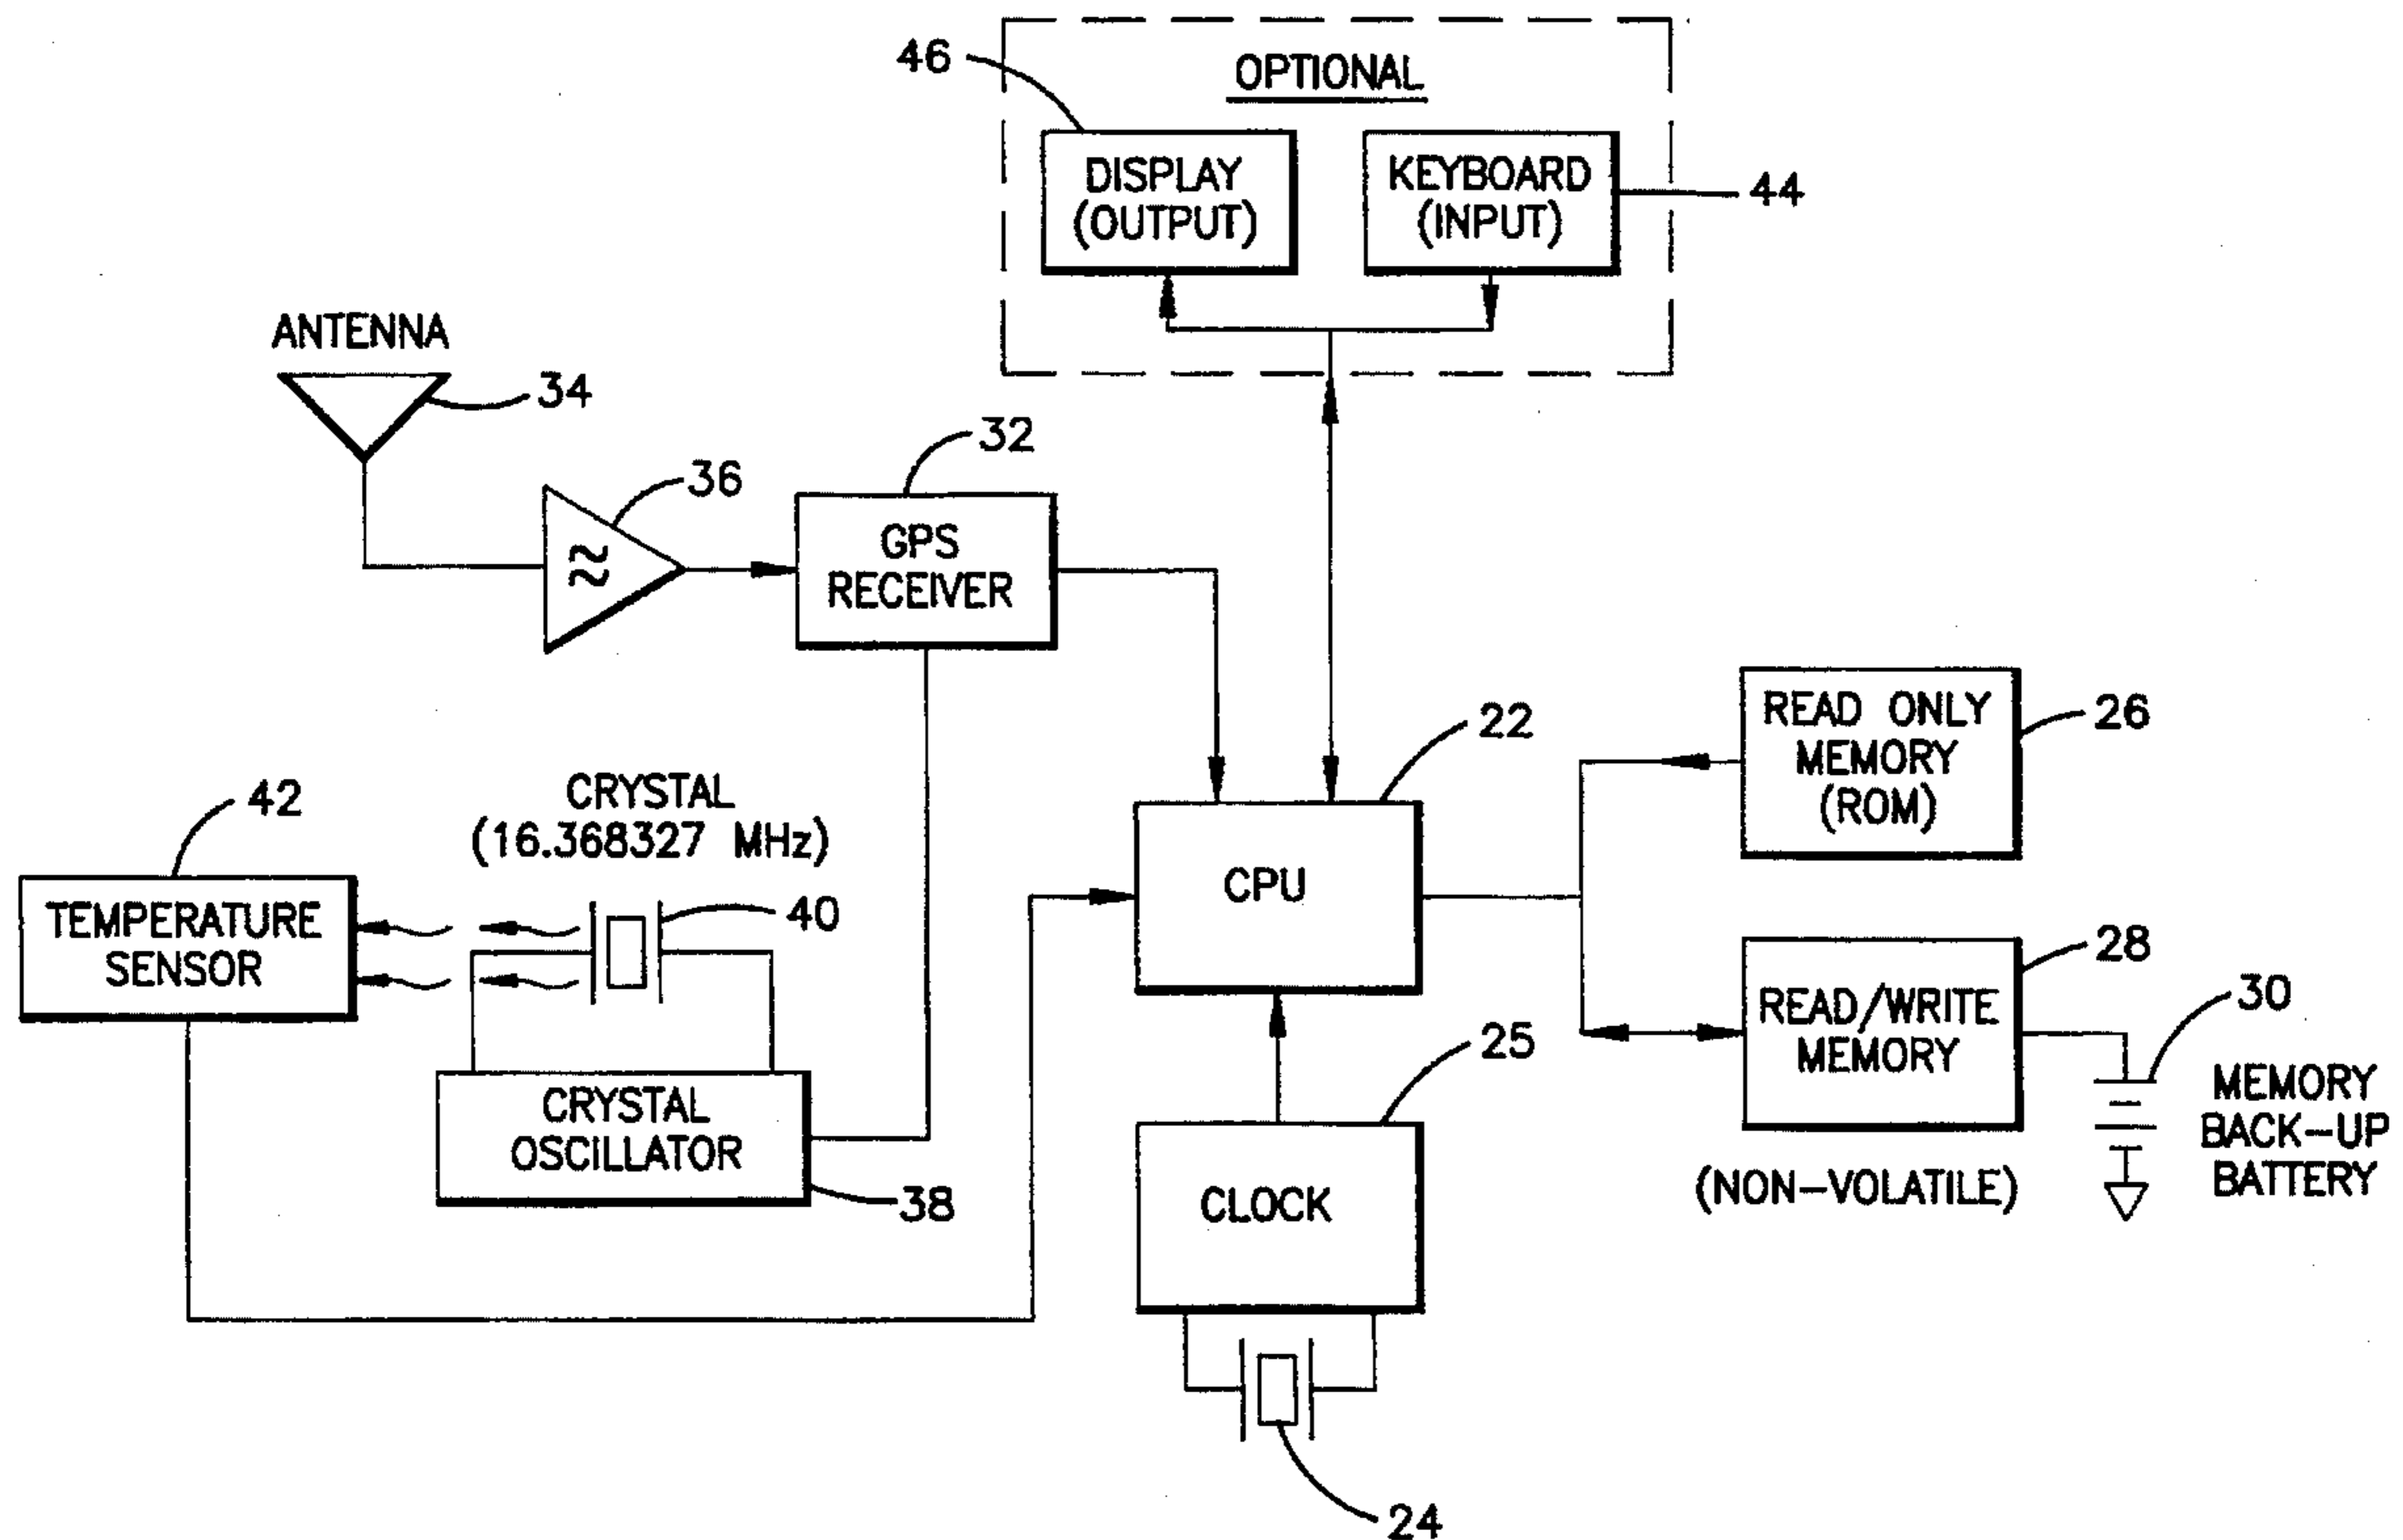 46
OPTIONAL
DISPLAY
(OUTPUT)
KEYBOARD
(INPUT)
44
ANTENNA
34
36
32
GPS
RECEIVER
22
READ ONLY
MEMORY
(ROM)
26
42
CRYSTAL
(16.368327 MHz)
TEMPERATURE
SENSOR
40
CPU
28
READ/WRITE
MEMORY
30
MEMORY
BACK-UP
BATTERY
(NON-VOLATILE)
CRYSTAL
OSCILLATOR
38
25
CLOCK
24